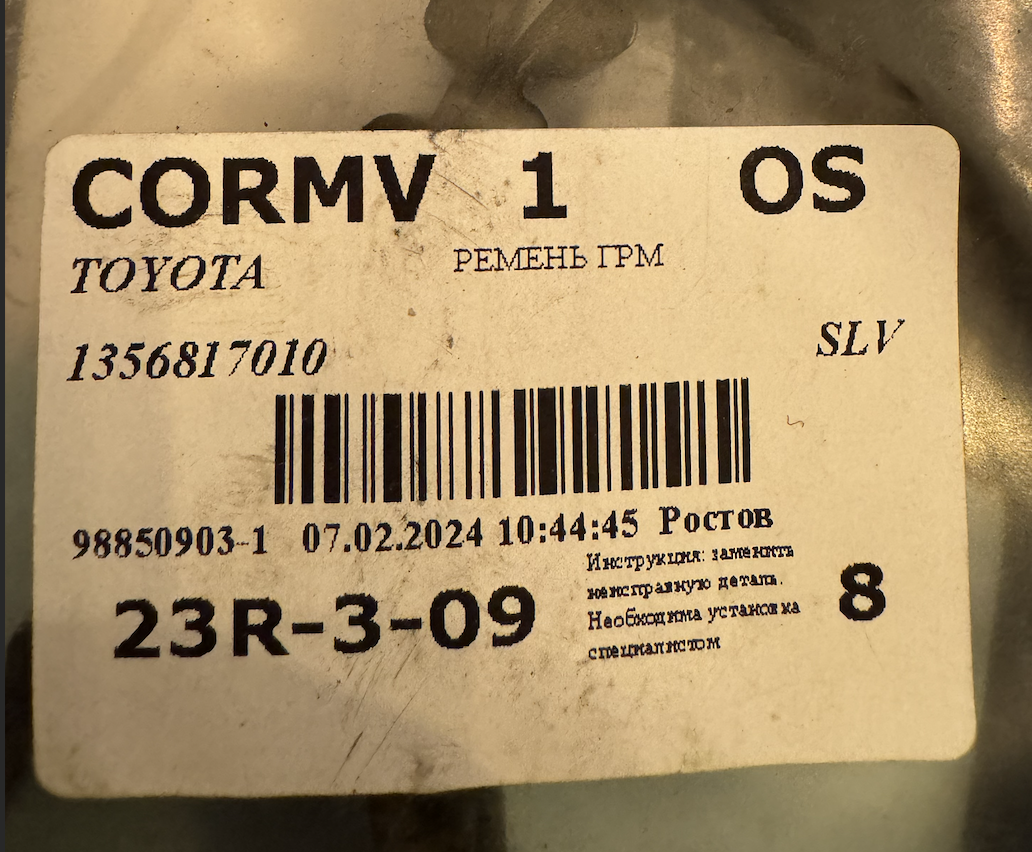 CORMV 1 OS
TOYOTA РЕМЕНЬ ГРМ
1356817010 SLV
98850903-1 07.02.2024 10:44:45 Ростов
Инструкция: заменить
неисправную деталь.
Необходима установка
специалистом
23R-3-09 8